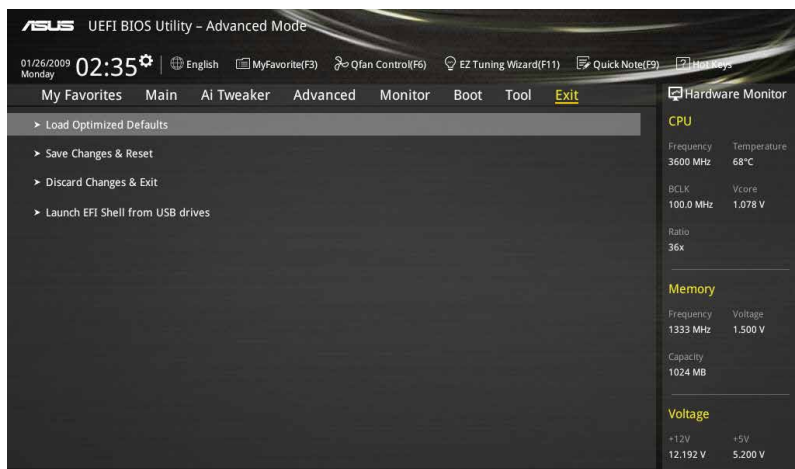 ASUS UEFI BIOS Utility – Advanced Mode
01/26/2009
Monday
02:35
English
MyFavorite(F3)
Qfan Control(F6)
EZ Tuning Wizard(F11)
Quick Note(F9)
? Hot Keys
My Favorites Main Ai Tweaker Advanced Monitor Boot Tool Exit
Hardware Monitor
> Load Optimized Defaults
> Save Changes & Reset
> Discard Changes & Exit
> Launch EFI Shell from USB drives
CPU
Frequency Temperature
3600 MHz 68°C
BCLK Vcore
100.0 MHz 1.078 V
Ratio
36x
Memory
Frequency Voltage
1333 MHz 1.500 V
Capacity
1024 MB
Voltage
+12V +5V
12.192 V 5.200 V